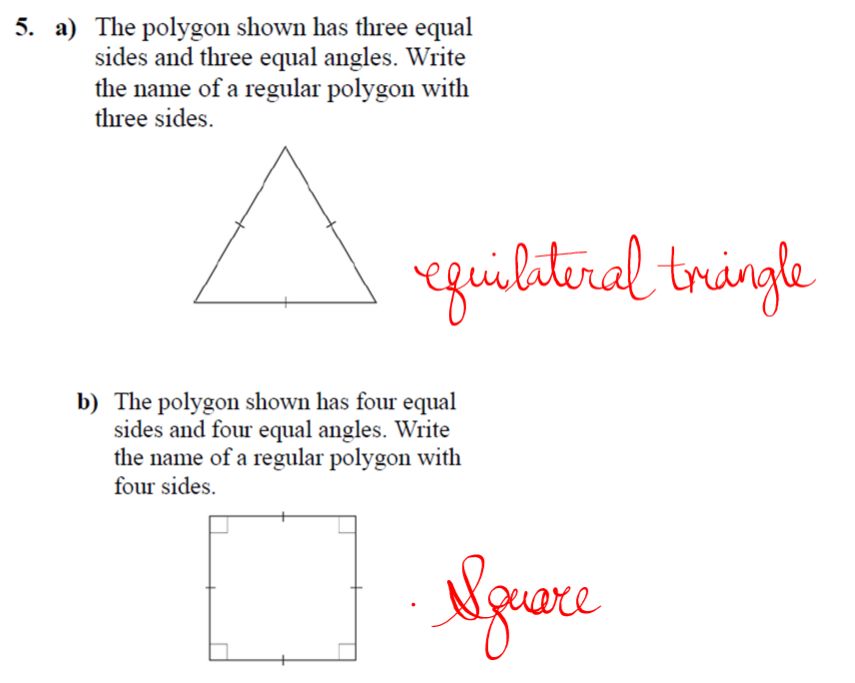 5. a) The polygon shown has three equal
sides and three equal angles. Write
the name of a regular polygon with
three sides.
equilateral triangle
b) The polygon shown has four equal
sides and four equal angles. Write
the name of a regular polygon with
four sides.
Square